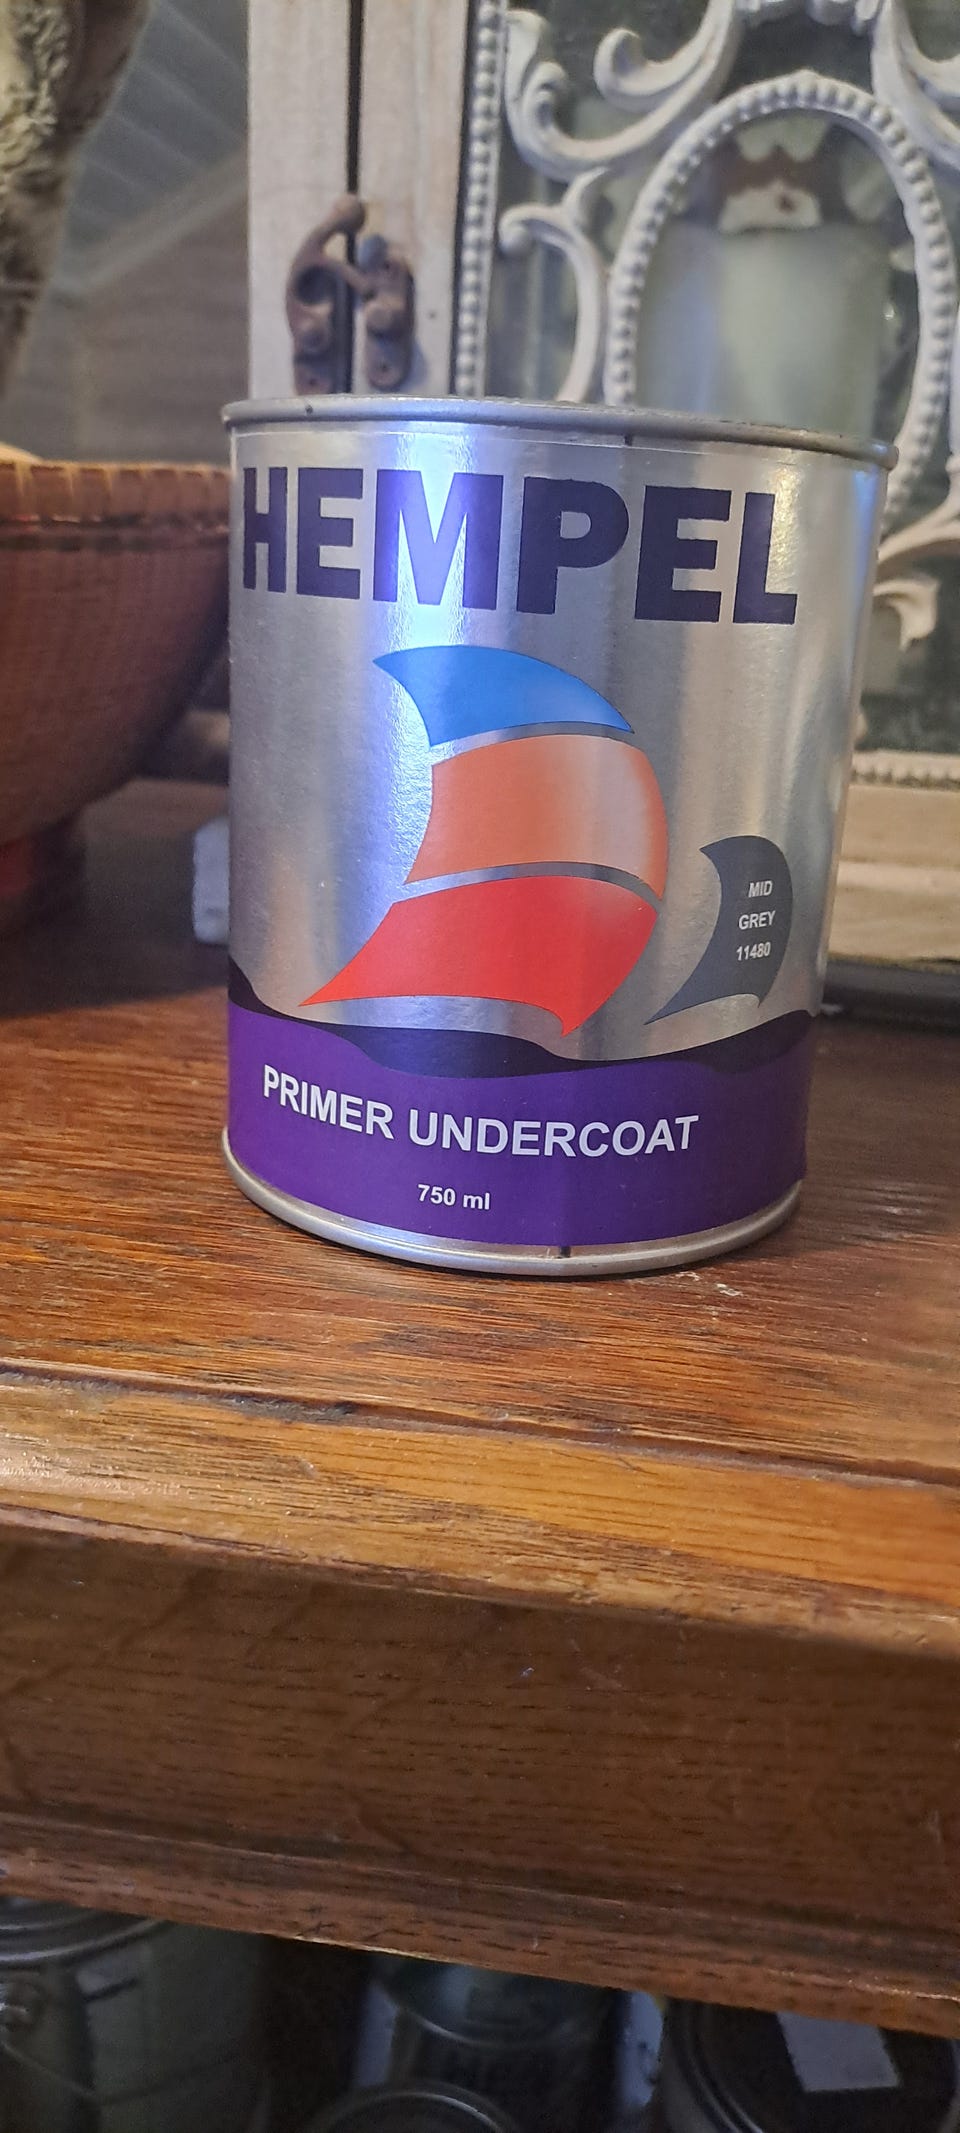 HEMPEL
MID
GREY
11480
PRIMER UNDERCOAT
750 ml